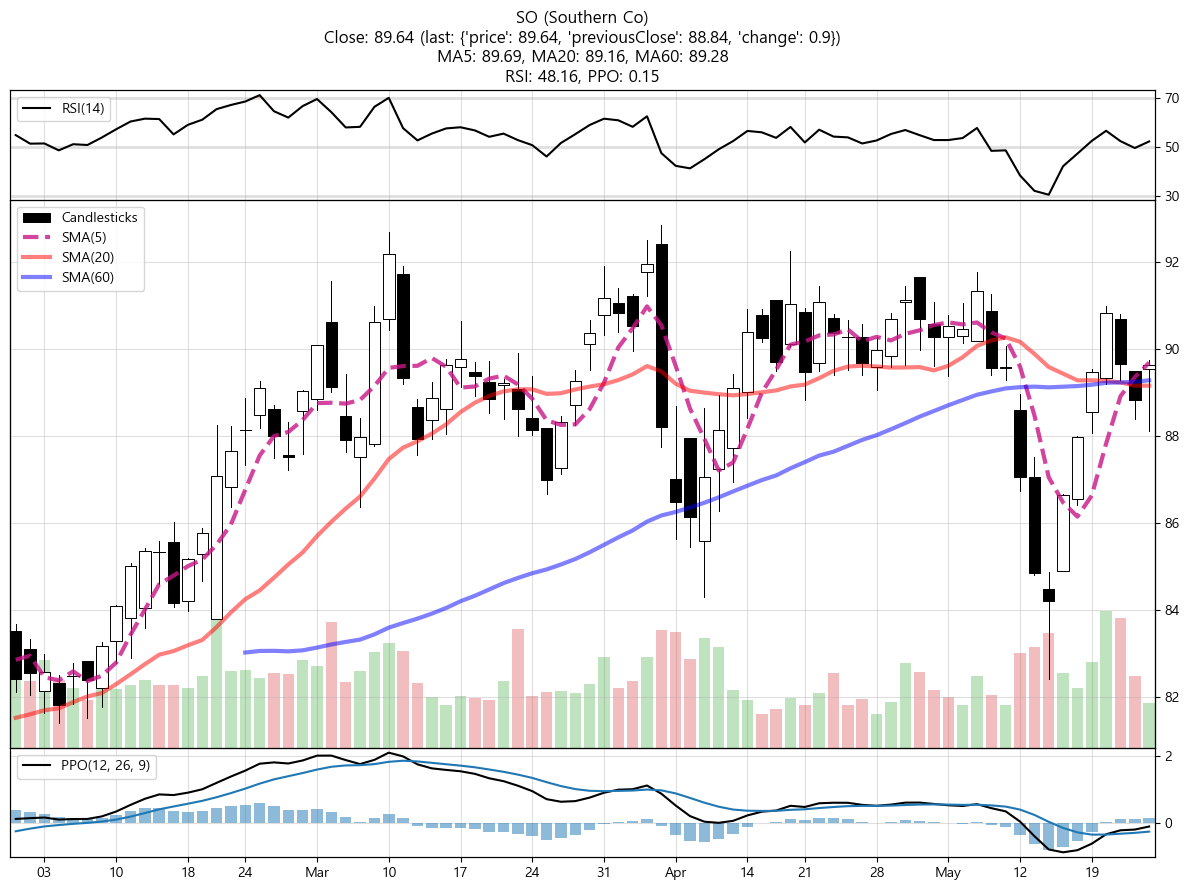 SO (Southern Co)
Close: 89.64 (last: {'price': 89.64, 'previousClose': 88.84, 'change': 0.9})
MA5: 89.69, MA20: 89.16, MA60: 89.28
RSI: 48.16, PPO: 0.15
RSI(14)
70
50
30
Candlesticks
SMA(5)
SMA(20)
SMA(60)
92
90
88
86
84
82
PPO(12, 26, 9)
2
0
03 10 18 24 Mar 10 17 24 31 Apr 14 21 28 May 12 19